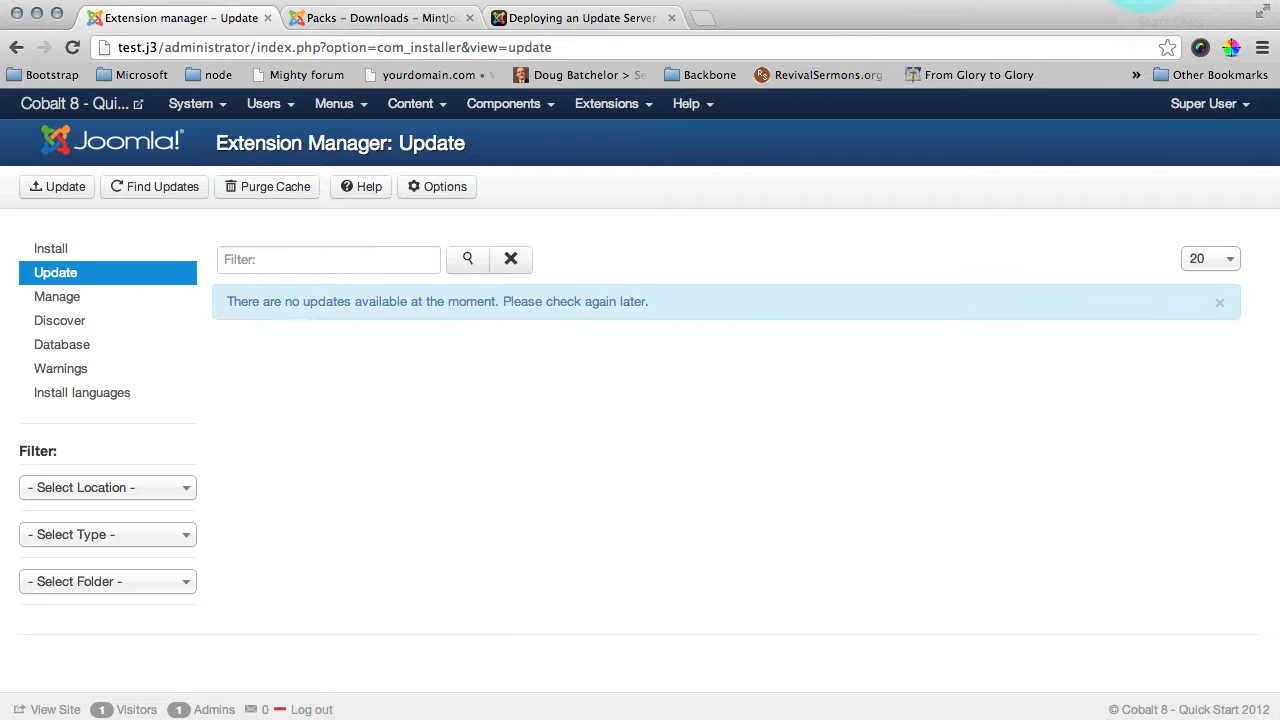 Extension manager – Update
Packs – Downloads – MintJo
Deploying an Update Server
Start Over
test.j3/administrator/index.php?option=com_installer&view=update
Bootstrap
Microsoft
node
Mighty forum
yourdomain.com •
Doug Batchelor > Se
Backbone
RevivalSermons.org
From Glory to Glory
»
Other Bookmarks
Cobalt 8 - Qui...
System
Users
Menus
Content
Components
Extensions
Help
Super User
Joomla!®
Extension Manager: Update
Update
Find Updates
Purge Cache
Help
Options
Install
Update
Manage
Discover
Database
Warnings
Install languages
Filter:
20
There are no updates available at the moment. Please check again later.
×
Filter:
- Select Location -
- Select Type -
- Select Folder -
View Site
1 Visitors
1 Admins
0
Log out
© Cobalt 8 - Quick Start 2012